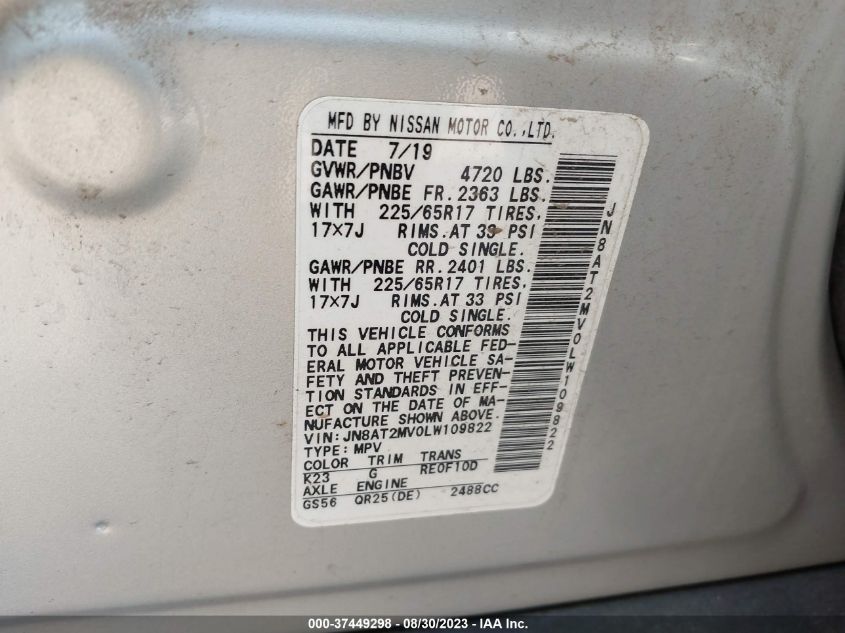 MFD BY NISSAN MOTOR CO.,LTD.
DATE 7/19
GVWR/PNBV 4720 LBS.
GAWR/PNBE FR. 2363 LBS.
WITH 225/65R17 TIRES.
17×7J RIMS. AT 33 PSI
COLD SINGLE.
GAWR/PNBE RR. 2401 LBS.
WITH 225/65R17 TIRES.
17×7J RIMS. AT 33 PSI
COLD SINGLE.
THIS VEHICLE CONFORMS
TO ALL APPLICABLE FED-
ERAL MOTOR VEHICLE SA-
FETY AND THEFT PREVEN-
TION STANDARDS IN EFF-
ECT ON THE DATE OF MA-
NUFACTURE SHOWN ABOVE.
VIN: JN8AT2MV0LW109822
TYPE: MPV
COLOR TRIM TRANS
K23 G RE0F10D
AXLE ENGINE
GS56 QR25(DE) 2488CC
JN8AT2MV0LW109822
000-37449298 - 08/30/2023 - IAA Inc.